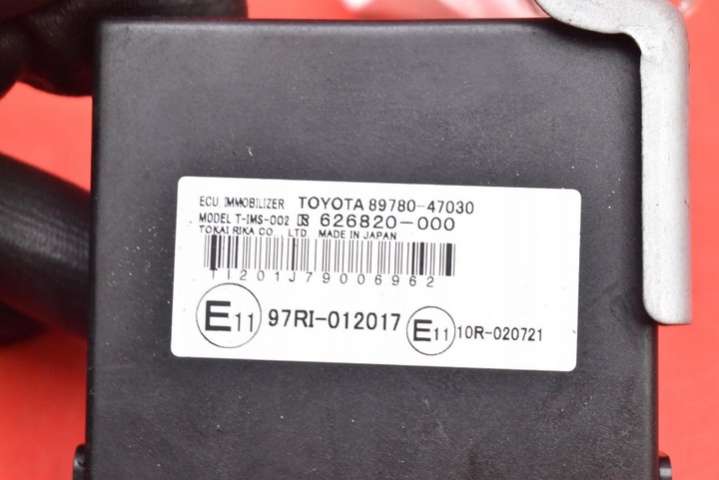 ECU IMMOBILIZER TOYOTA 89780-47030
MODEL T-IMS-002 626820-000
TOKAI RIKA CO., LTD. MADE IN JAPAN
TI201J79006962
E11 97RI-012017 E11 10R-020721